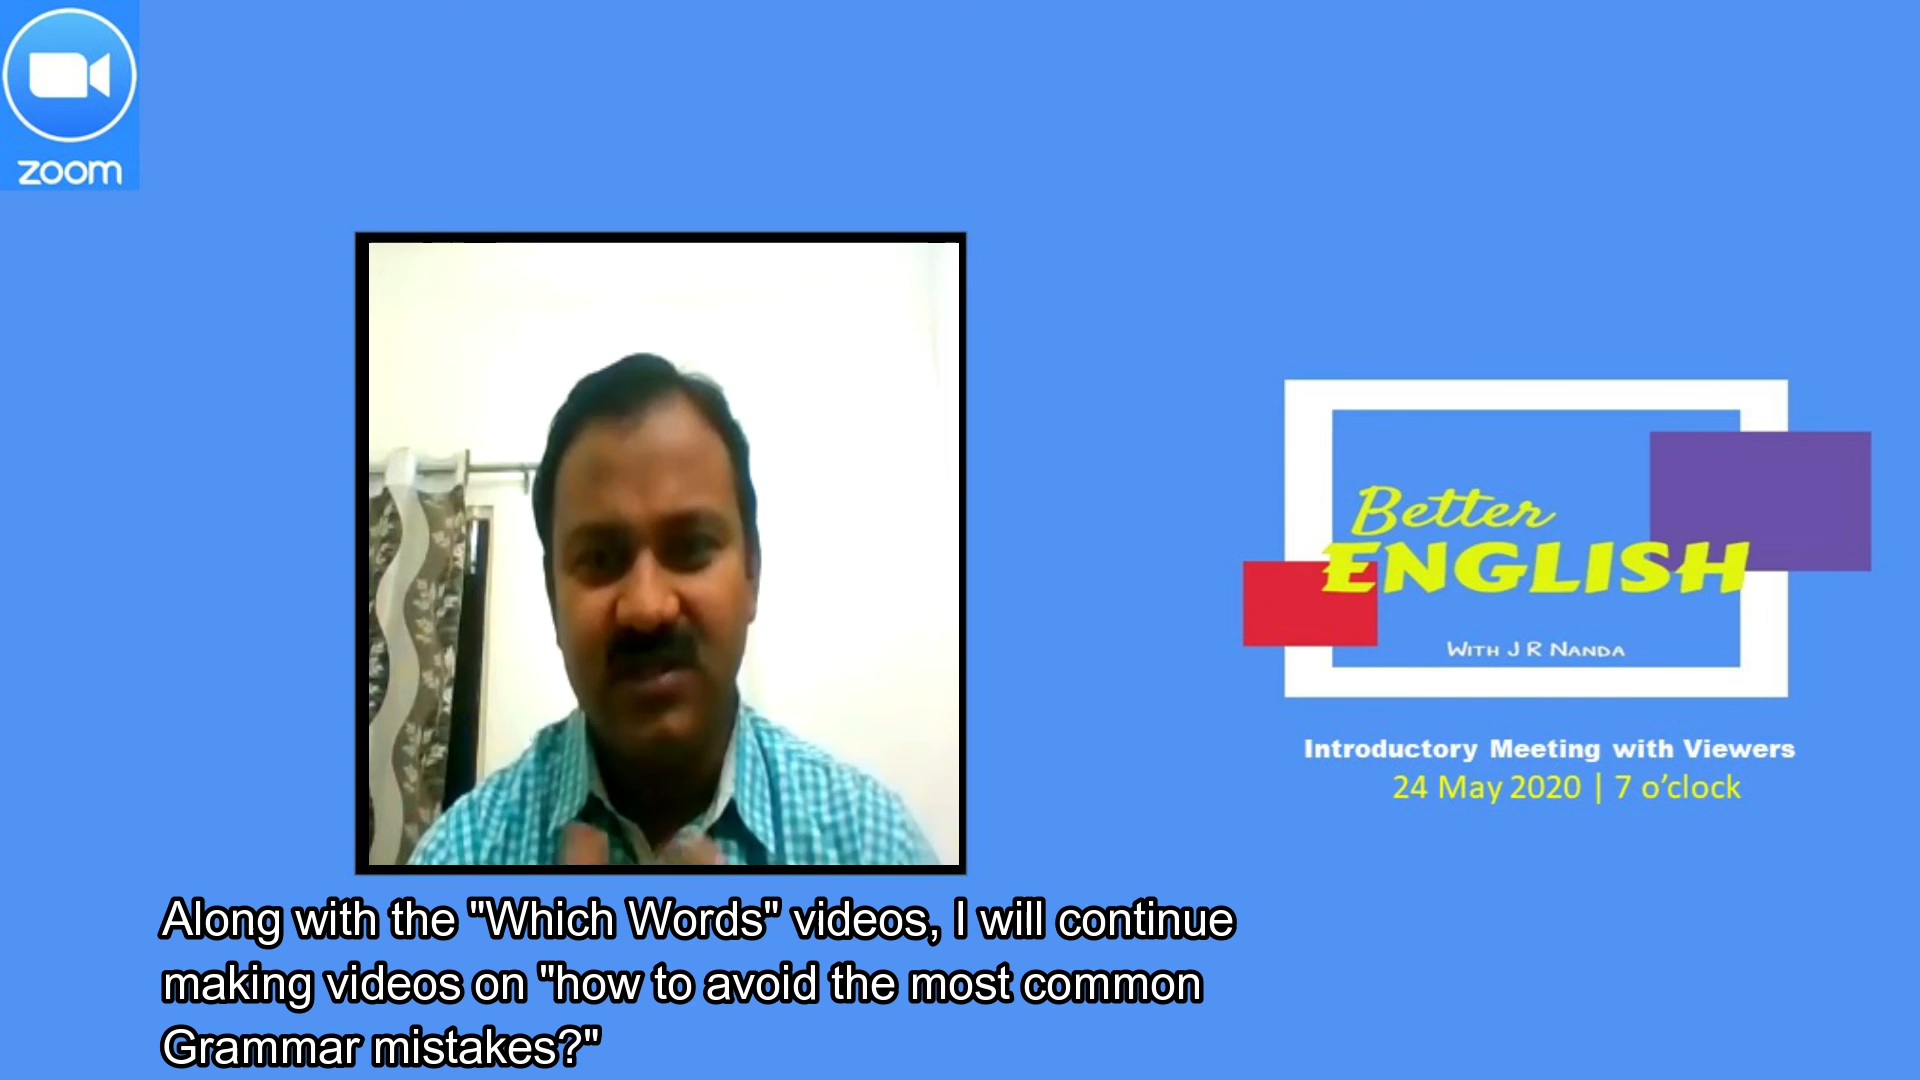 zoom
Better
ENGLISH
WITH J R NANDA
Introductory Meeting with Viewers
24 May 2020 | 7 o'clock
Along with the "Which Words" videos, I will continue
making videos on "how to avoid the most common
Grammar mistakes?"